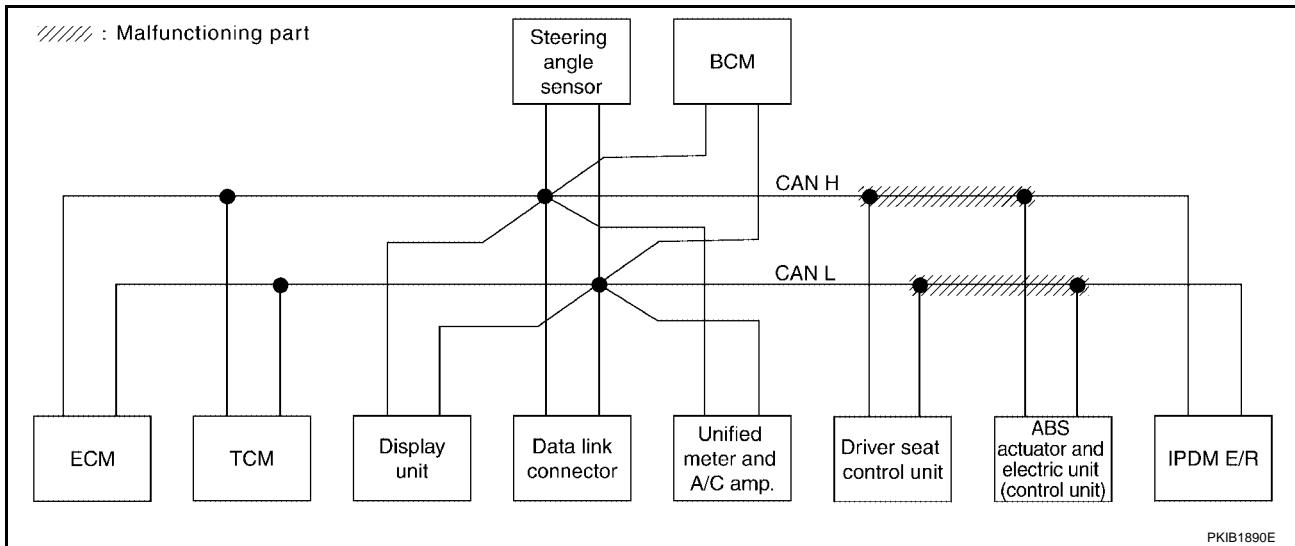 : Malfunctioning part
Steering
angle
sensor
BCM
CAN H
CAN L
ECM
TCM
Display
unit
Data link
connector
Unified
meter and
A/C amp.
Driver seat
control unit
ABS
actuator and
electric unit
(control unit)
IPDM E/R
PKIB1890E